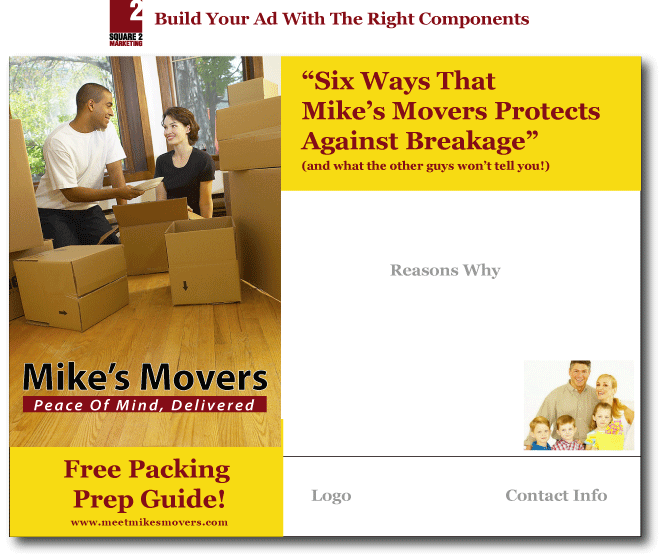 2
SQUARE 2
MARKETING
Build Your Ad With The Right Components
“Six Ways That
Mike’s Movers Protects
Against Breakage”
(and what the other guys won’t tell you!)
Reasons Why
Mike’s Movers
Peace Of Mind, Delivered
Free Packing
Prep Guide!
www.meetmikesmovers.com
Logo
Contact Info